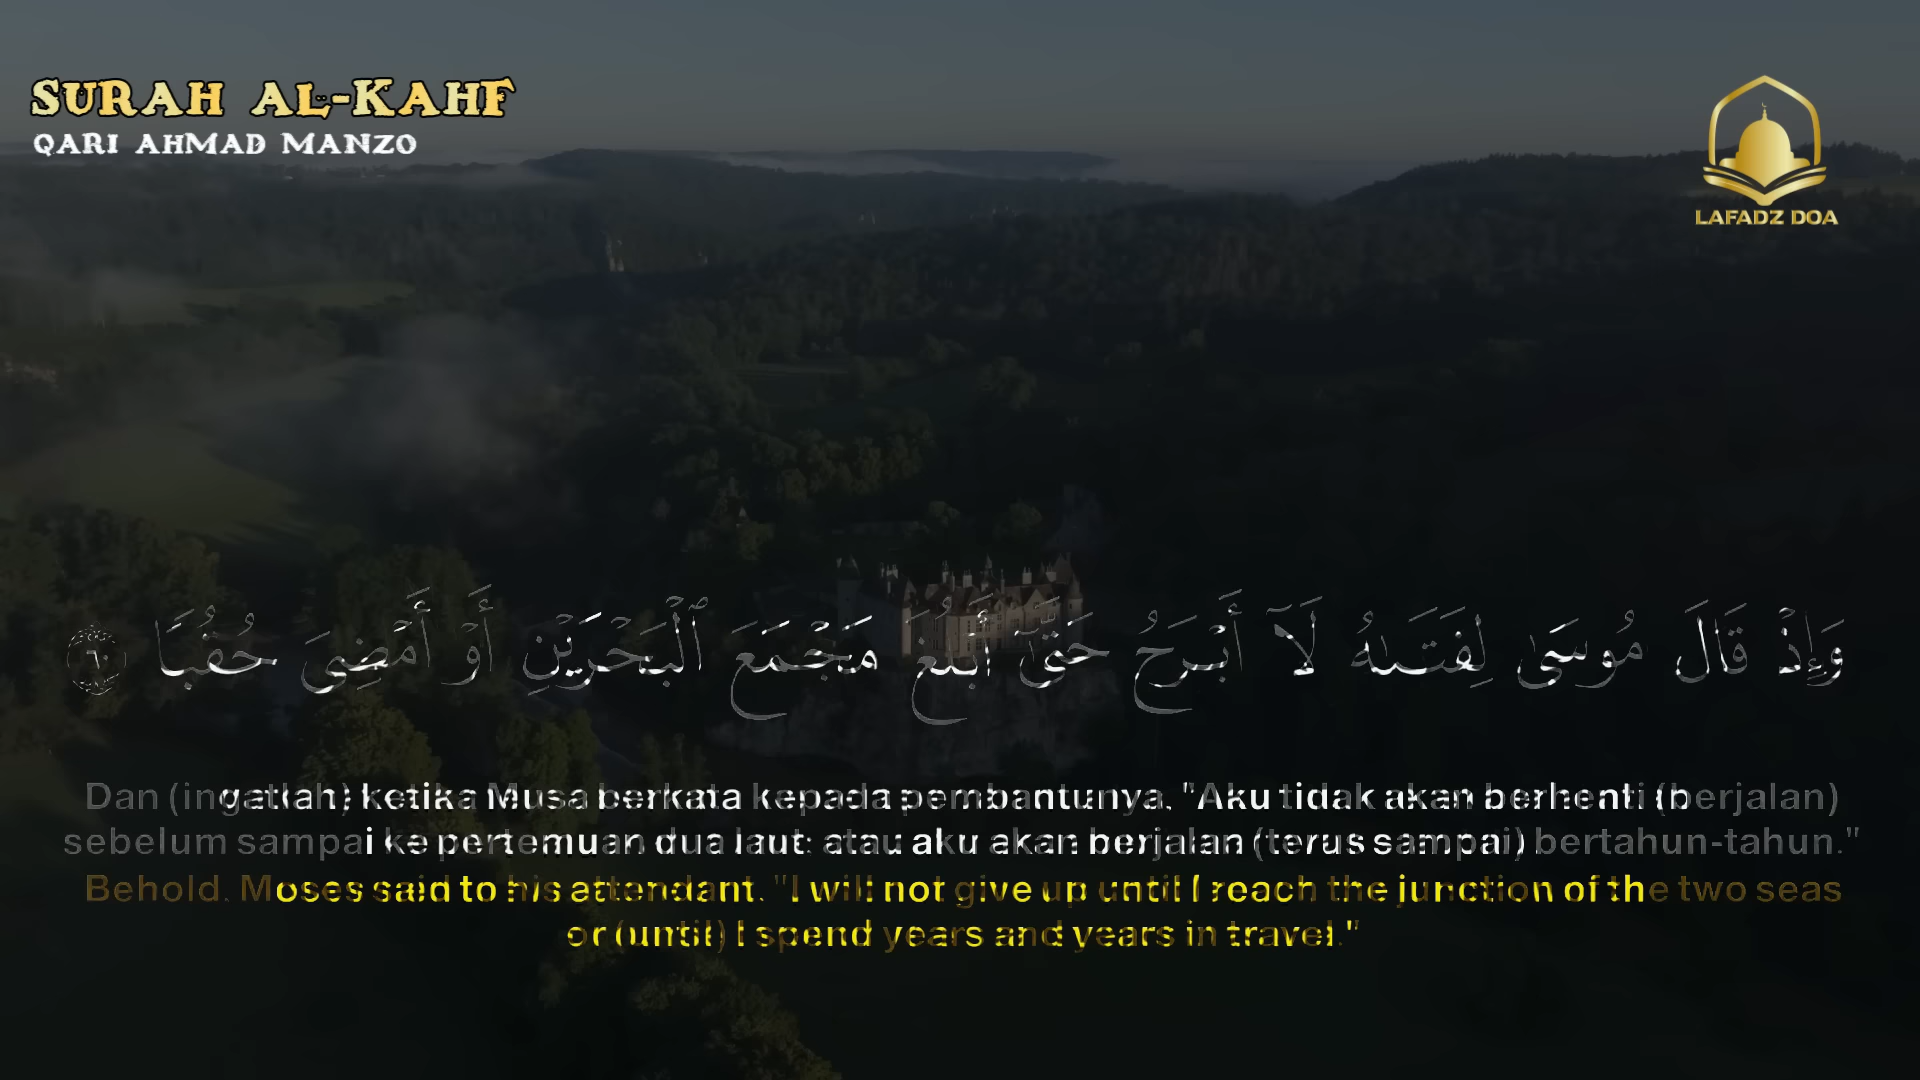 SURAH AL-KAHF
QARI AHMAD MANZO
LAFADZ DOA
وَإِذْ قَالَ مُوسَىٰ لِفَتَىٰهُ لَآ أَبْرَحُ حَتَّىٰٓ أَبْلُغَ مَجْمَعَ ٱلْبَحْرَيْنِ أَوْ أَمْضِىَ حُقُبًا ٦٠
Dan (ingatlah) ketika Musa berkata kepada pembantunya, "Aku tidak akan berhenti (berjalan)
sebelum sampai ke pertemuan dua laut; atau aku akan berjalan (terus sampai) bertahun-tahun."
Behold, Moses said to his attendant, "I will not give up until I reach the junction of the two seas
or (until) I spend years and years in travel."